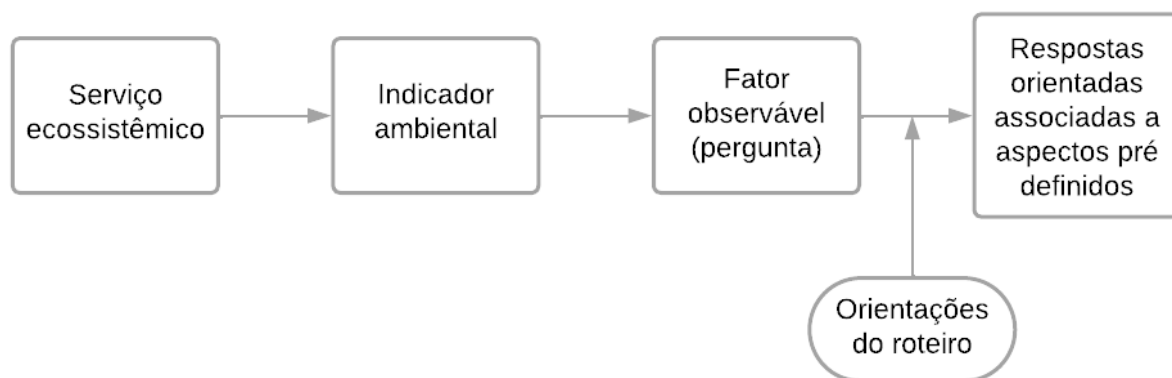 Serviço
ecossistêmico
Indicador
ambiental
Fator
observável
(pergunta)
Respostas
orientadas
associadas a
aspectos pré
definidos
Orientações
do roteiro